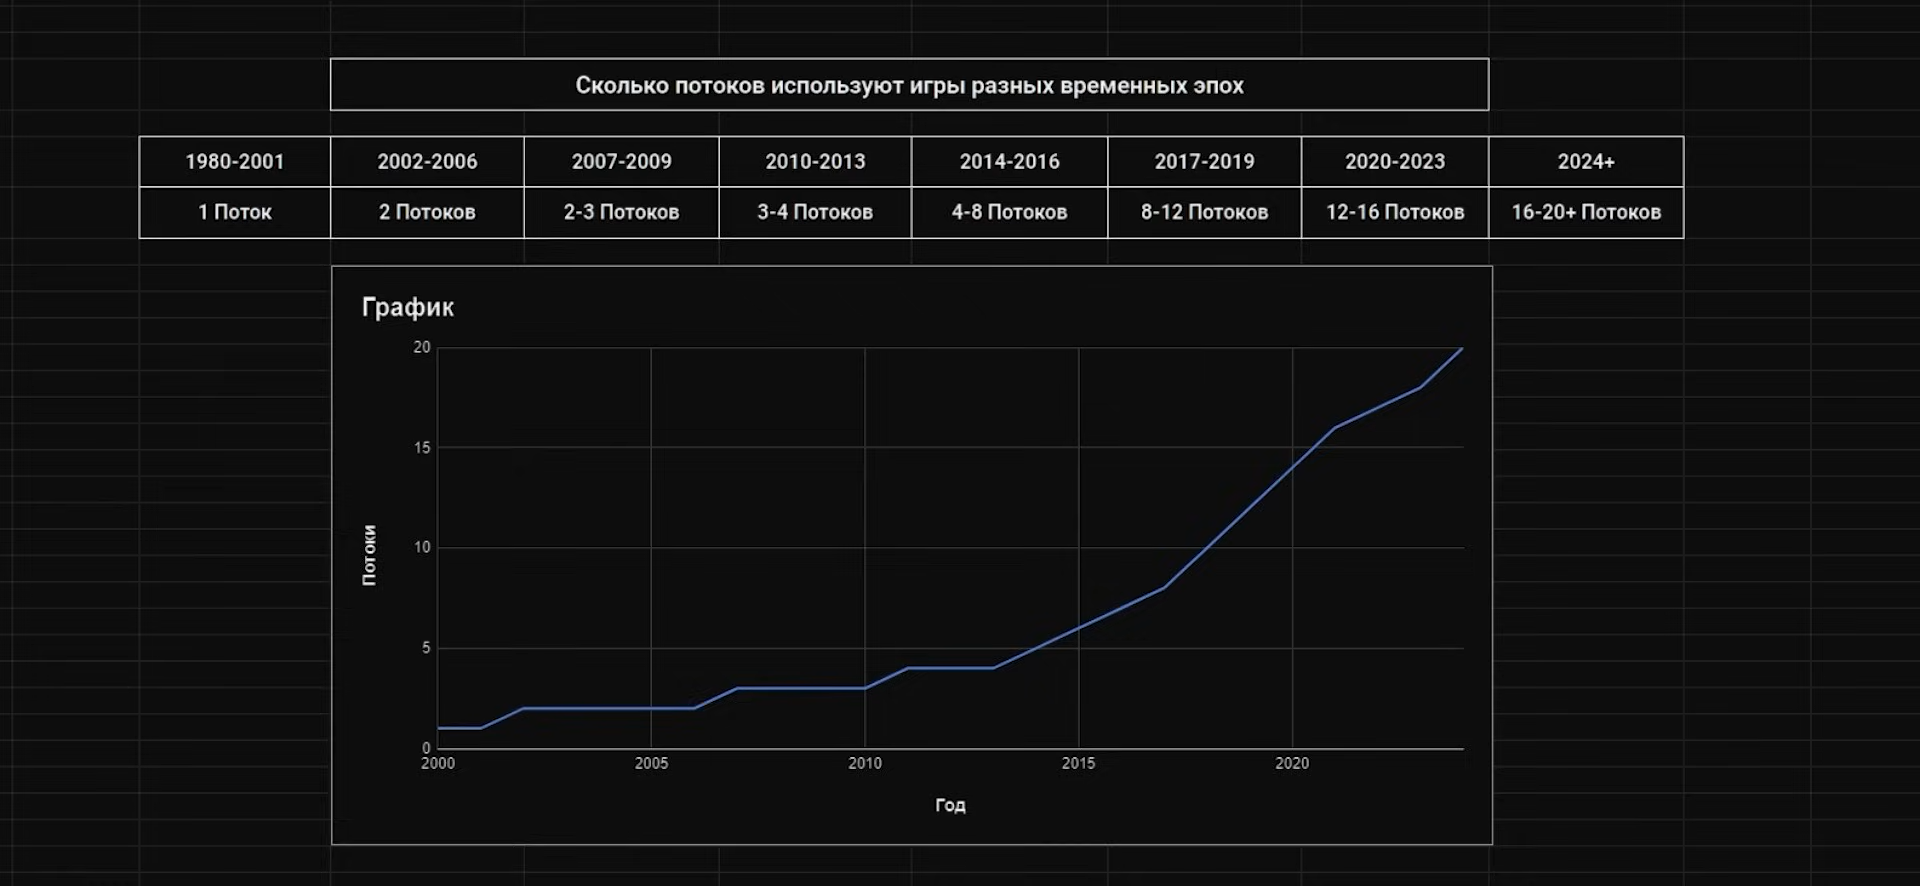 Сколько потоков используют игры разных временных эпох
1980-2001 2002-2006 2007-2009 2010-2013 2014-2016 2017-2019 2020-2023 2024+
1 Поток 2 Потоков 2-3 Потоков 3-4 Потоков 4-8 Потоков 8-12 Потоков 12-16 Потоков 16-20+ Потоков
График
20
15
10
5
0
Потоки
2000 2005 2010 2015 2020
Год